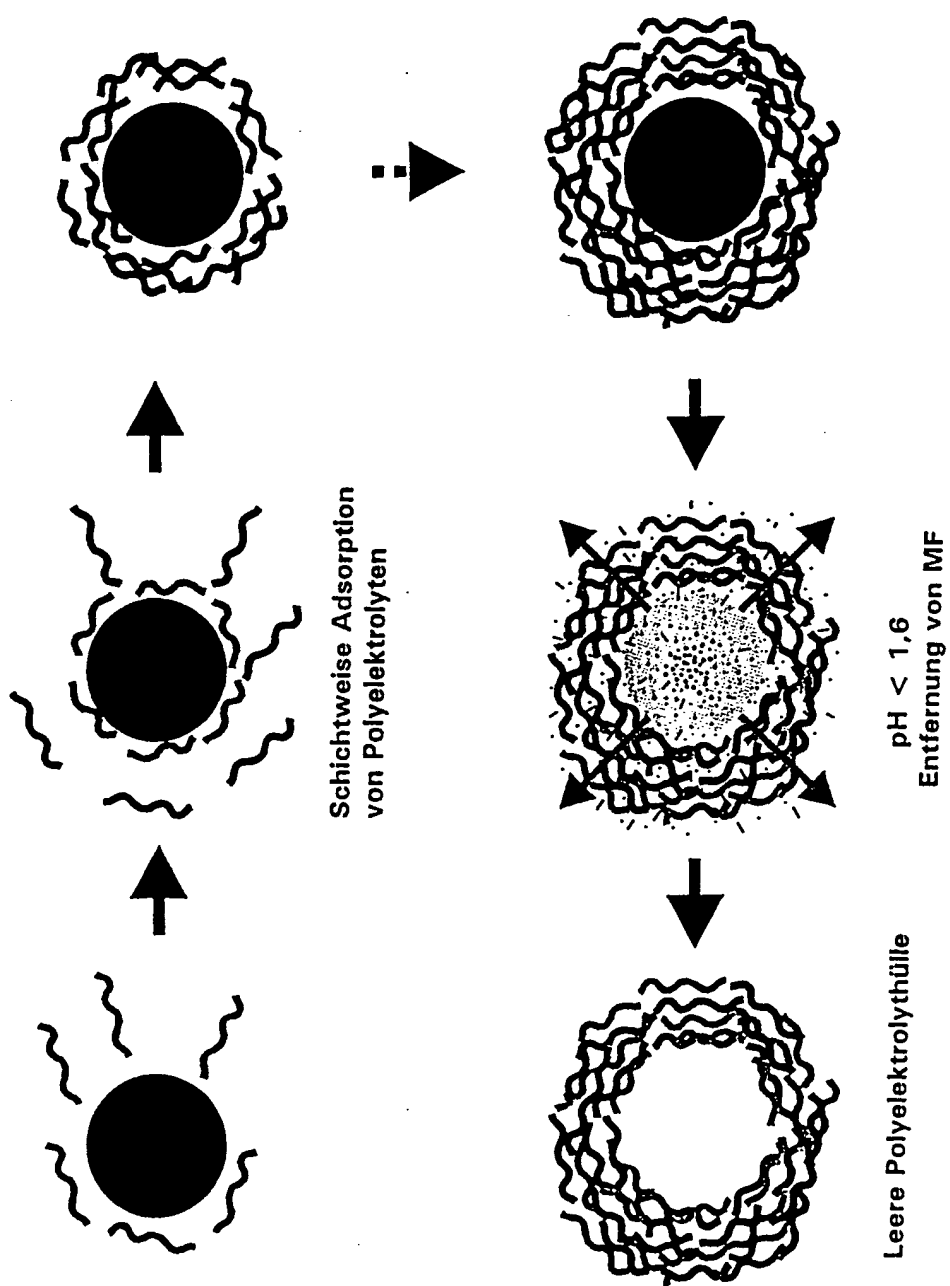 Schichtweise Adsorption
von Polyelektrolyten
Leere Polyelektrolythülle
pH < 1,6
Entfernung von MF